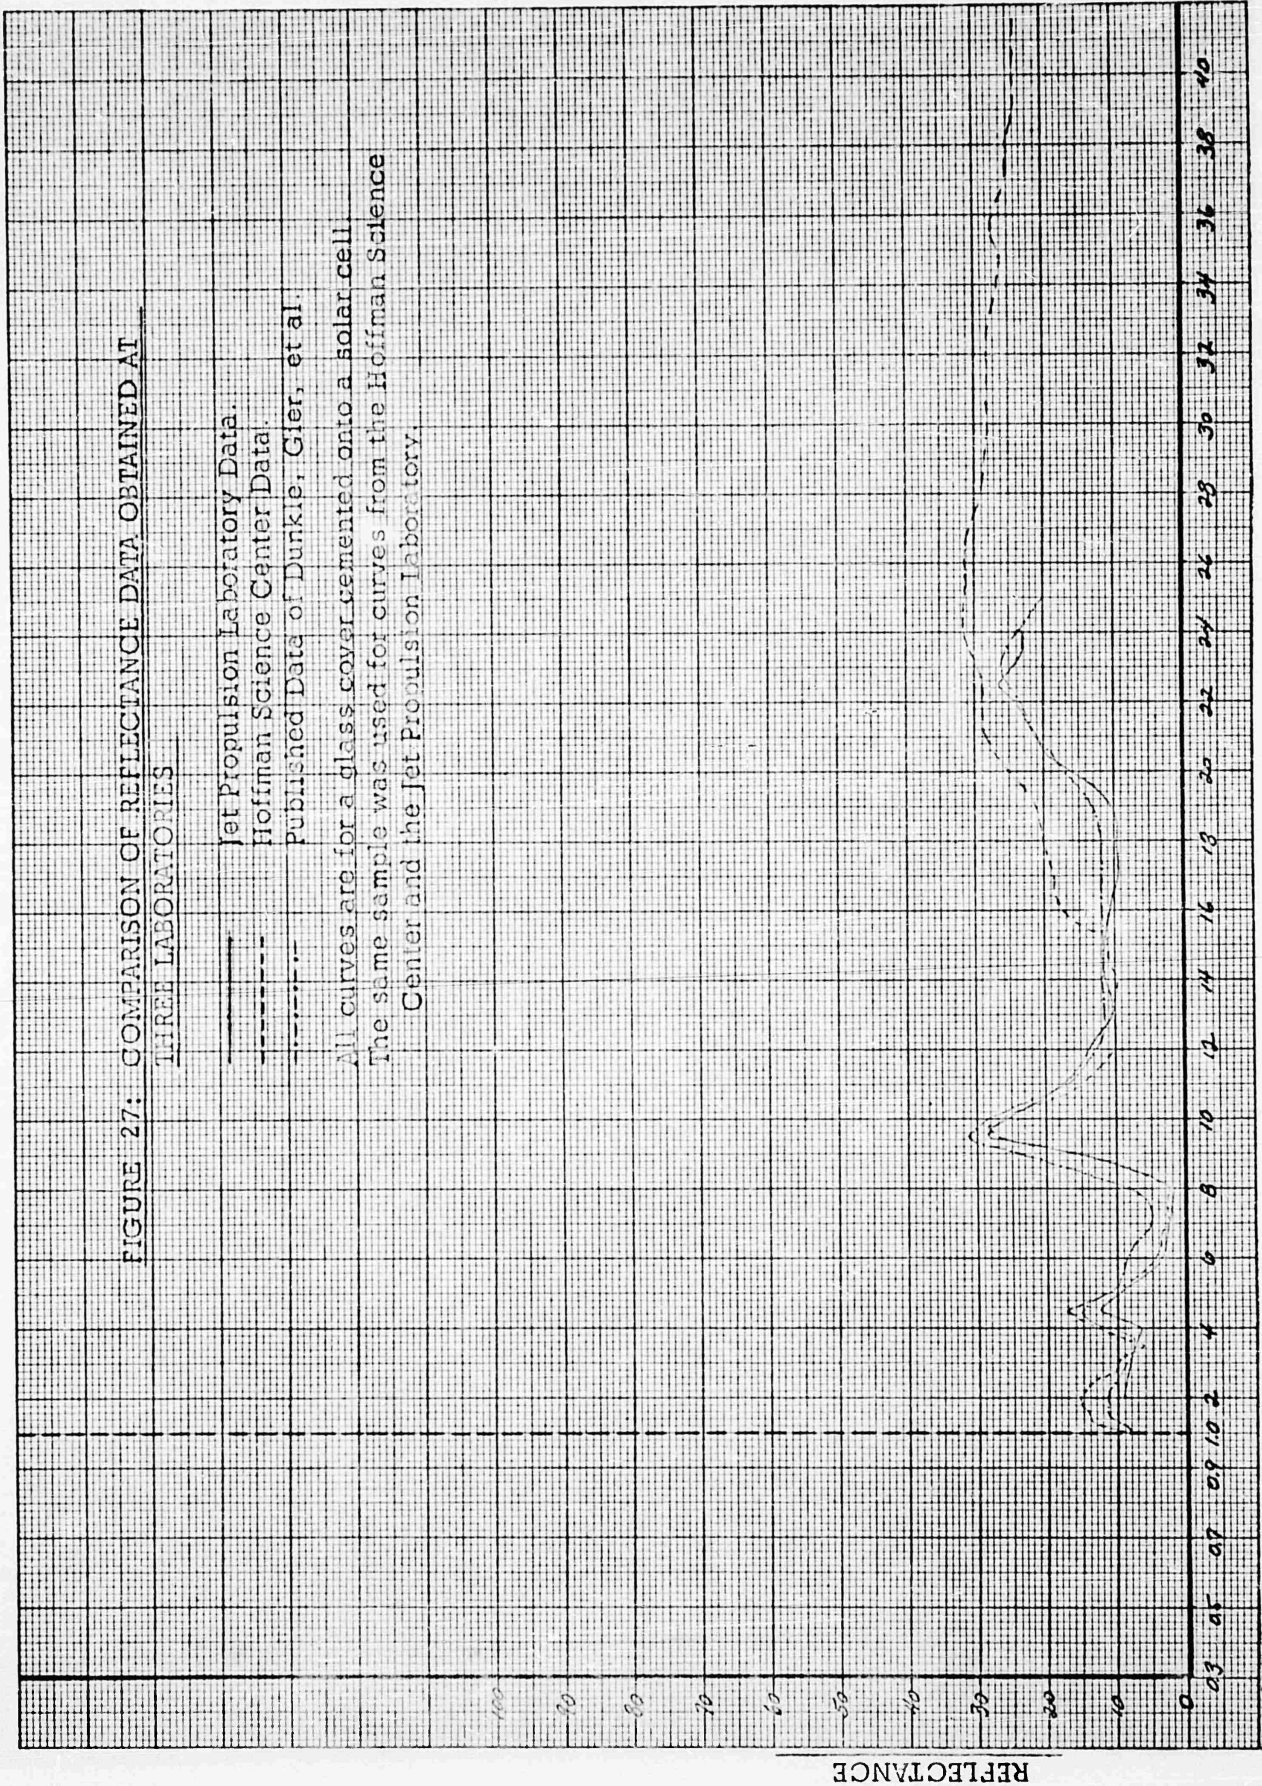 FIGURE 27: COMPARISON OF REFLECTANCE DATA OBTAINED AT
THREE LABORATORIES
Jet Propulsion Laboratory Data.
Hoffman Science Center Data.
Published Data of Dunkle, Gier, et al.
All curves are for a glass cover cemented onto a solar cell.
The same sample was used for curves from the Hoffman Science
Center and the Jet Propulsion Laboratory.
REFLECTANCE
100
90
80
70
60
50
40
30
20
10
0
0.3 0.5 0.7 0.9 1.0 2 4 6 8 10 12 14 16 18 20 22 24 26 28 30 32 34 36 38 40